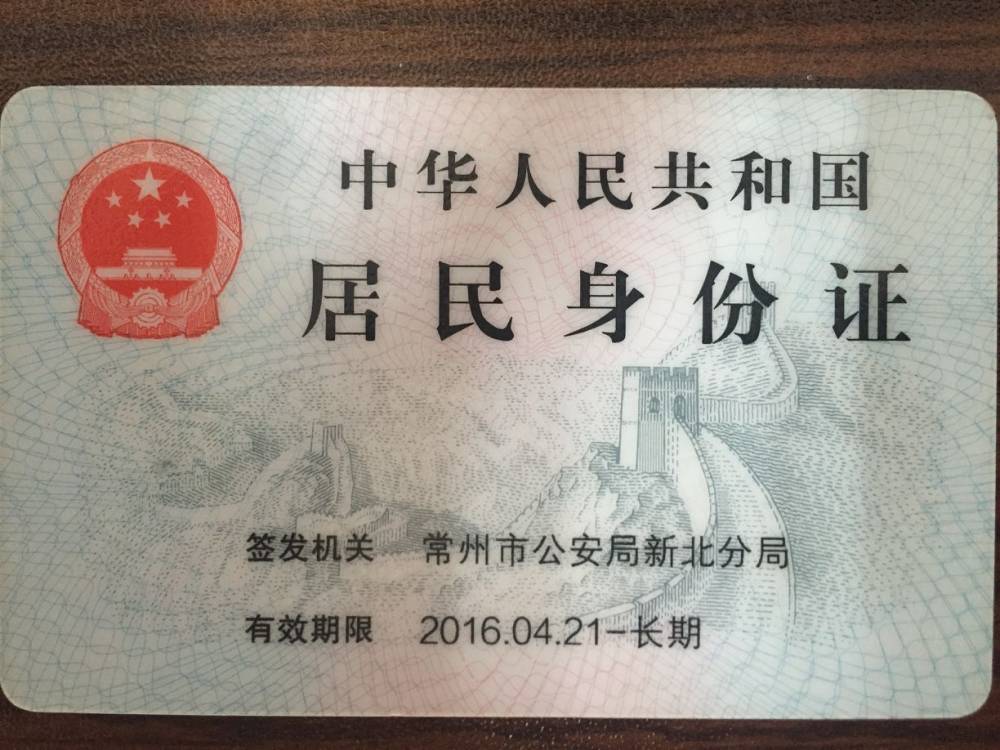 中华人民共和国
居民身份证
签发机关 常州市公安局新北分局
有效期限 2016.04.21-长期